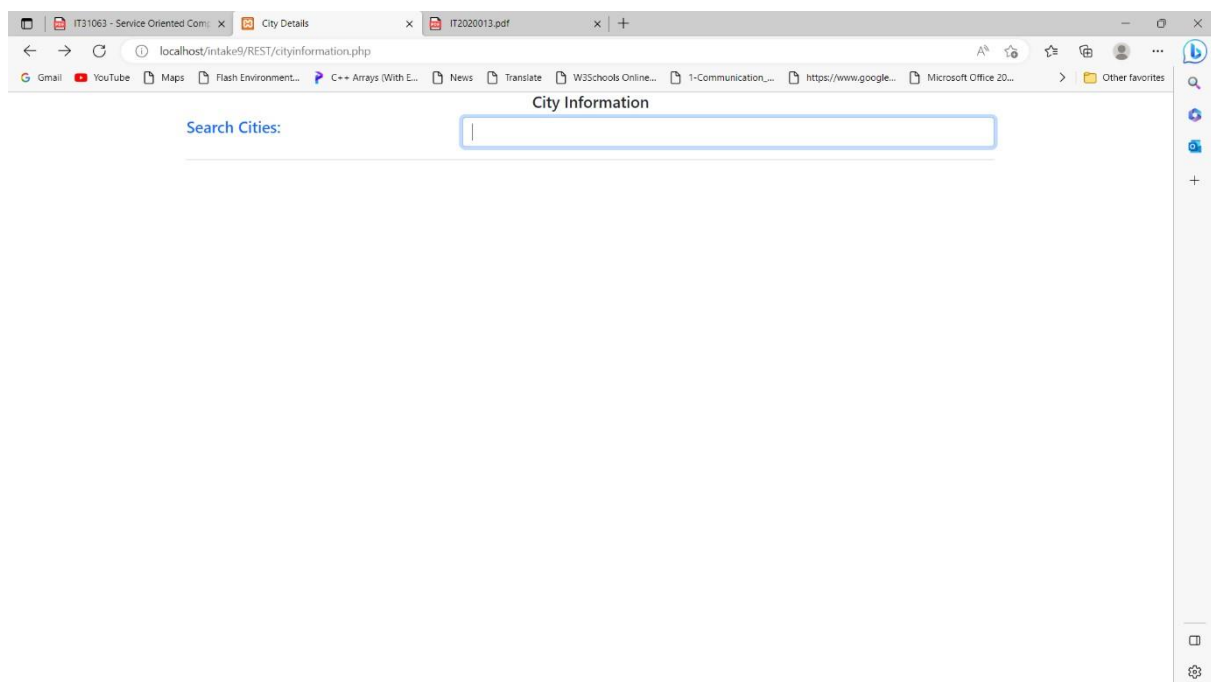 IT31063 - Service Oriented Com
City Details
IT2020013.pdf
localhost/intake9/REST/cityinformation.php
Gmail YouTube Maps Flash Environment... C++ Arrays (With E... News Translate W3Schools Online... 1-Communication_... https://www.google... Microsoft Office 20... Other favorites
City Information
Search Cities: